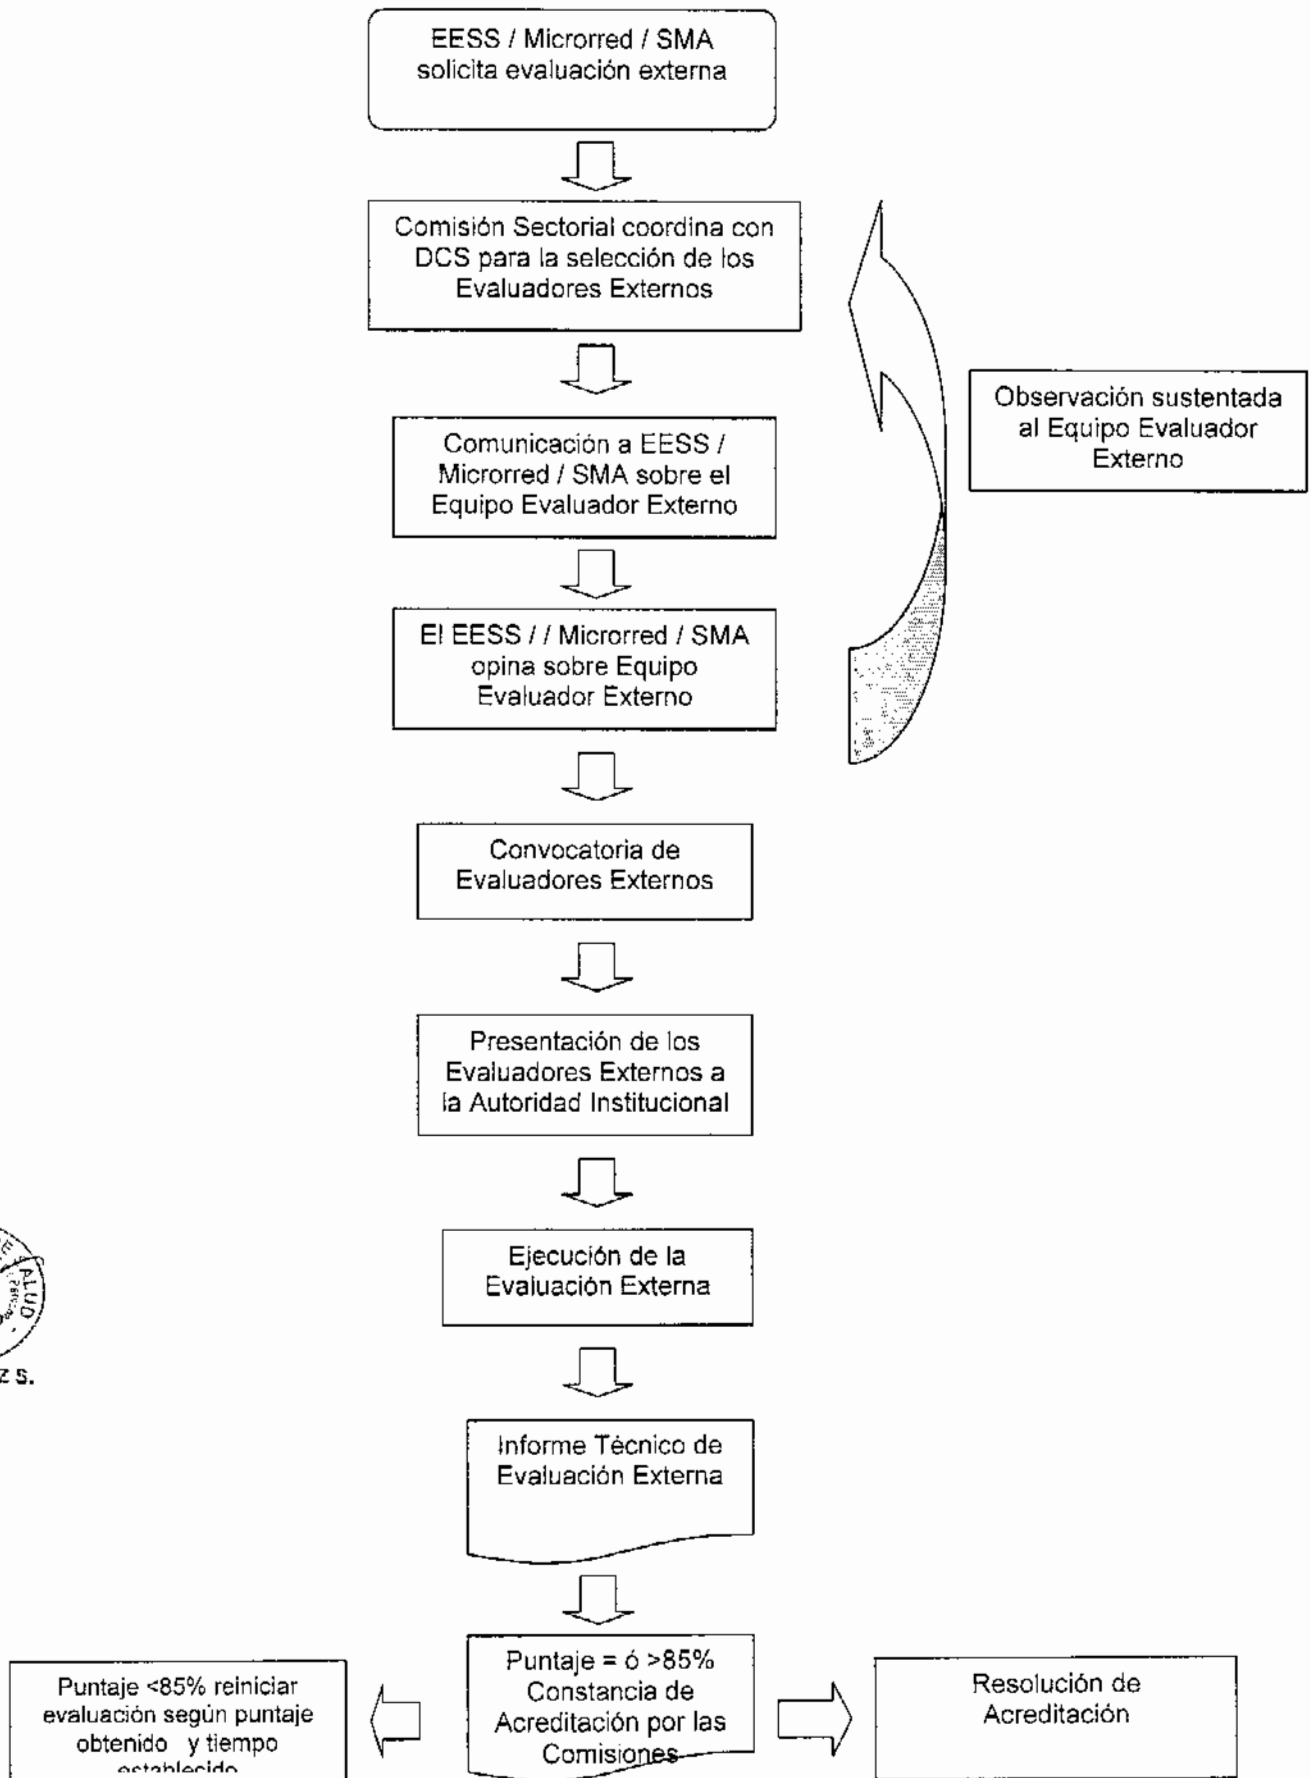 EESS / Microrred / SMA
solicita evaluación externa
Comisión Sectorial coordina con
DCS para la selección de los
Evaluadores Externos
Observación sustentada
al Equipo Evaluador
Externo
Comunicación a EESS /
Microrred / SMA sobre el
Equipo Evaluador Externo
El EESS / / Microrred / SMA
opina sobre Equipo
Evaluador Externo
Convocatoria de
Evaluadores Externos
Presentación de los
Evaluadores Externos a
la Autoridad Institucional
Ejecución de la
Evaluación Externa
ALUD -
Z S.
Informe Técnico de
Evaluación Externa
Puntaje <85% reiniciar
evaluación según puntaje
obtenido y tiempo
establecido
Puntaje = ó >85%
Constancia de
Acreditación por las
Comisiones
Resolución de
Acreditación